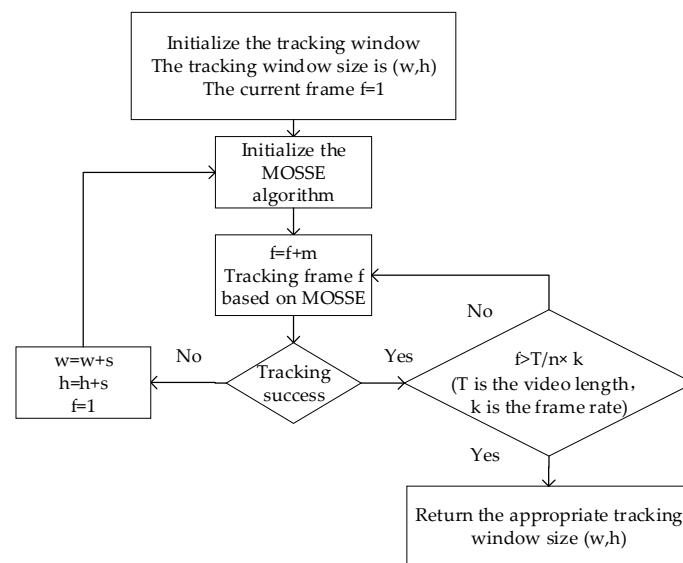 Initialize the tracking window
The tracking window size is (w,h)
The current frame f=1
Initialize the
MOSSE
algorithm
f=f+m
Tracking frame f
based on MOSSE
No
w=w+s
h=h+s
f=1
No
Tracking
success
Yes
f>T/n× k
(T is the video length，
k is the frame rate)
Yes
Return the appropriate tracking
window size (w,h)